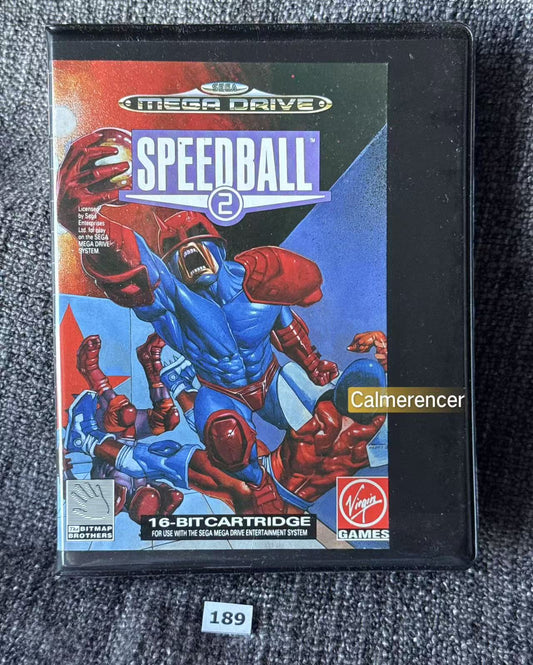 SEGA
MEGA DRIVE
SPEEDBALL™
2
Licensed
by Sega
Enterprises
Ltd. for play
on the SEGA
MEGA DRIVE
SYSTEM.
Calmerencer
16-BIT CARTRIDGE
FOR USE WITH THE SEGA MEGA DRIVE ENTERTAINMENT SYSTEM
The BITMAP
BROTHERS
Virgin
GAMES
189